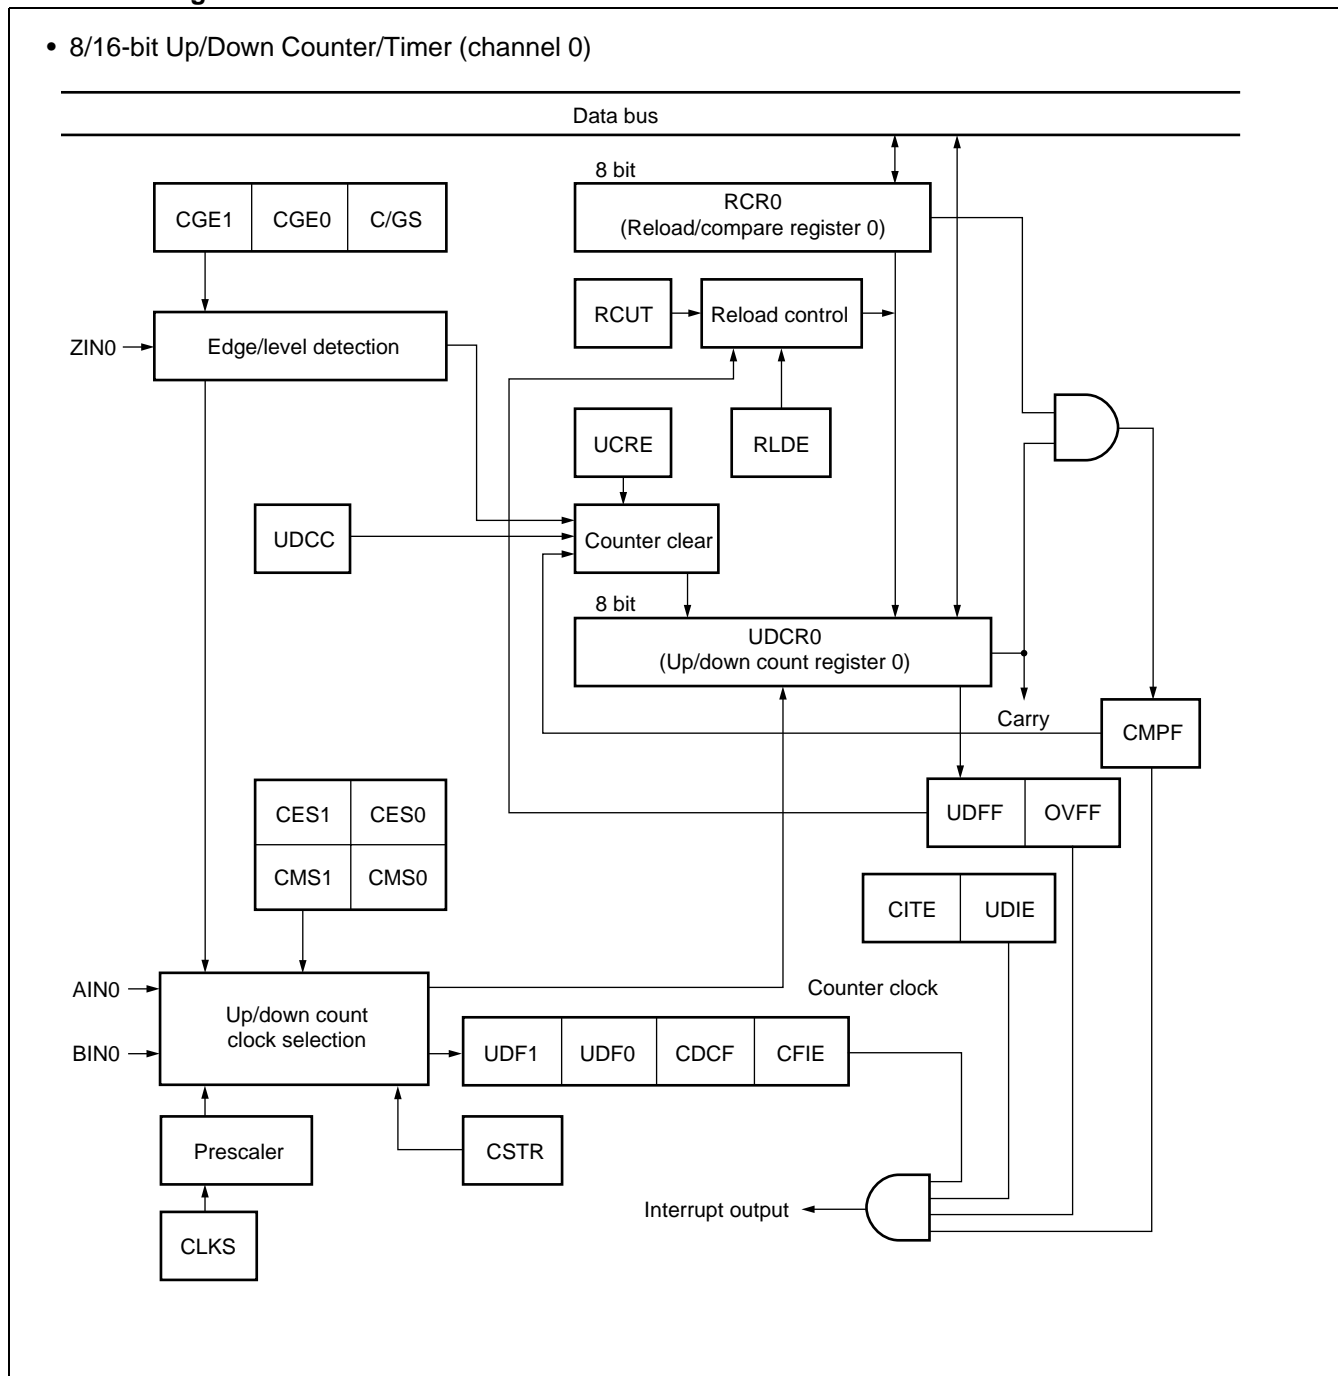 • 8/16-bit Up/Down Counter/Timer (channel 0)
Data bus
8 bit
CGE1 CGE0 C/GS
RCR0
(Reload/compare register 0)
RCUT
Reload control
ZIN0
Edge/level detection
UCRE
RLDE
UDCC
Counter clear
8 bit
UDCR0
(Up/down count register 0)
Carry
CMPF
CES1 CES0
UDFF OVFF
CMS1 CMS0
CITE UDIE
AIN0
Counter clock
Up/down count
clock selection
BIN0
UDF1 UDF0 CDCF CFIE
Prescaler
CSTR
Interrupt output
CLKS